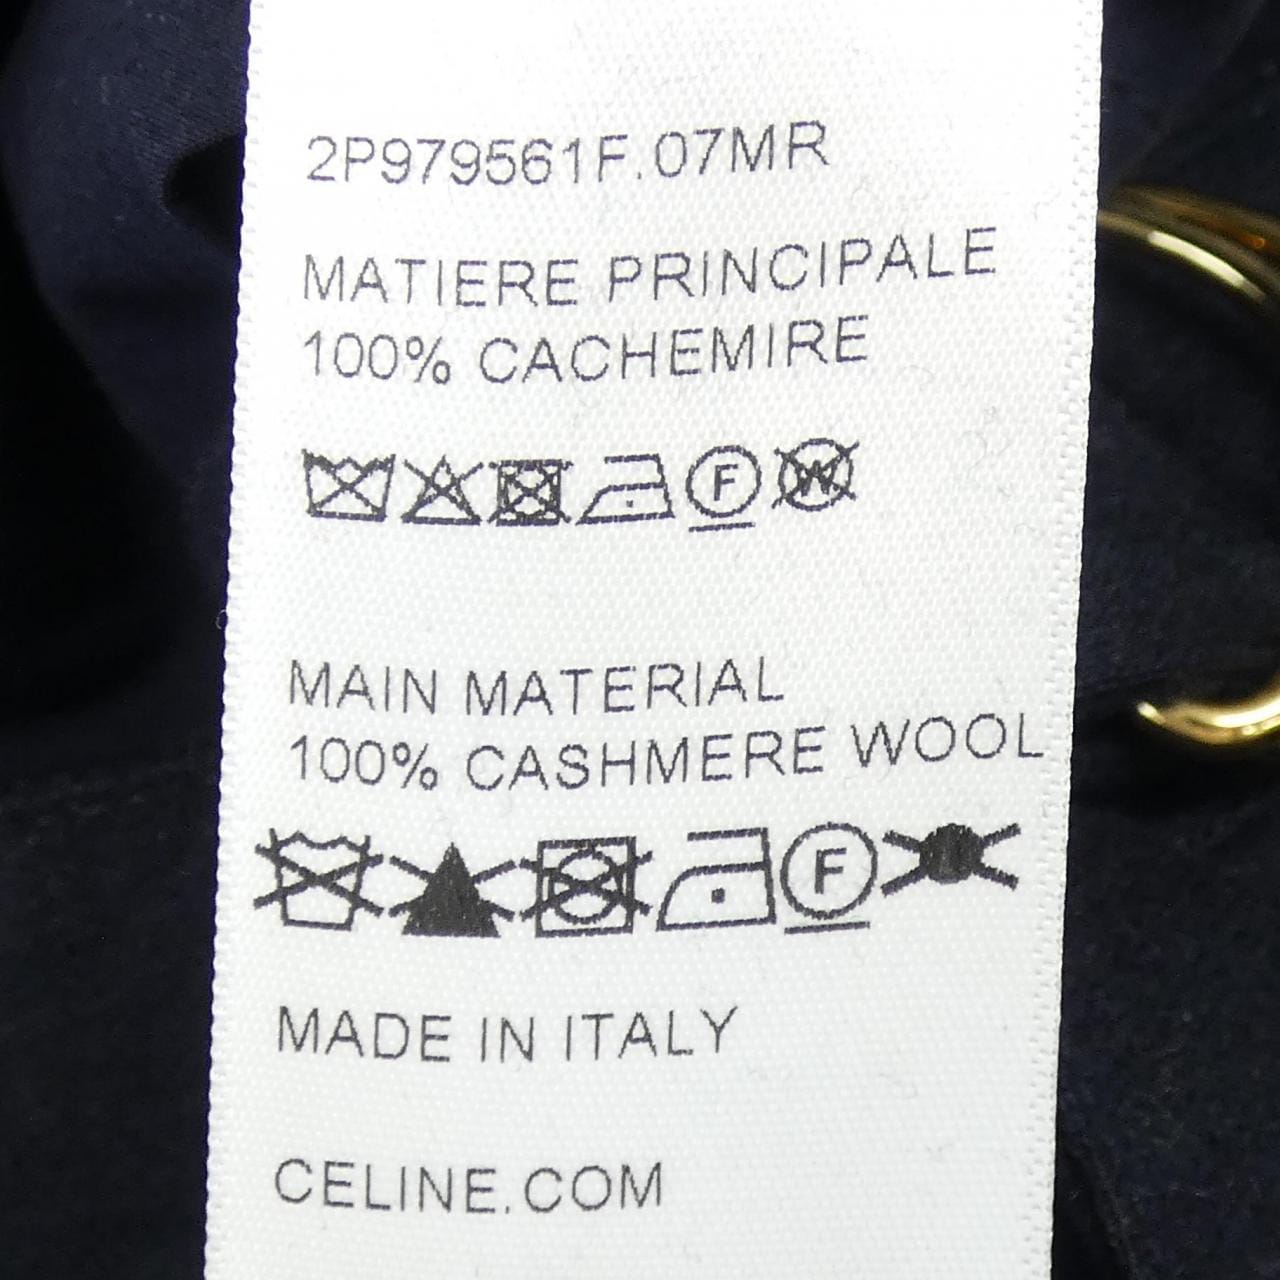 2P979561F.07MR
MATIERE PRINCIPALE
100% CACHEMIRE
F W
MAIN MATERIAL
100% CASHMERE WOOL
F
MADE IN ITALY
CELINE.COM